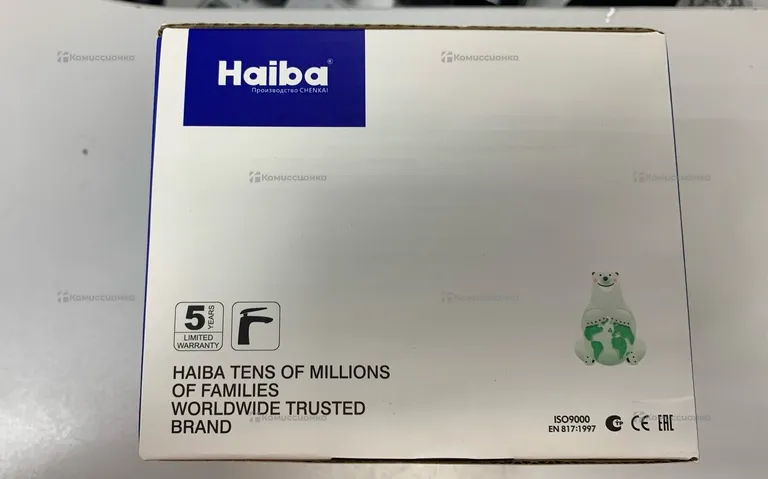 Haiba®
Производство CHENKAI
5 YEARS
LIMITED
WARRANTY
HAIBA TENS OF MILLIONS
OF FAMILIES
WORLDWIDE TRUSTED
BRAND
ISO9000
EN 817:1997
CE EAC
Комиссионко
Комиссионко
Комиссионко
Комиссионко
Комиссионко
Комиссионко
Комиссионко
Комиссионко